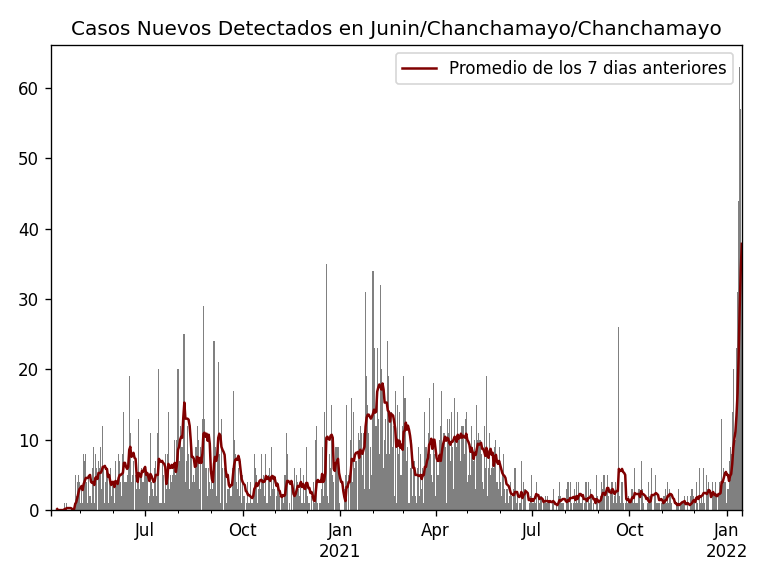 Casos Nuevos Detectados en Junin/Chanchamayo/Chanchamayo
Promedio de los 7 dias anteriores
60
50
40
30
20
10
0
Jul Oct Jan Apr Jul Oct Jan
2021 2022